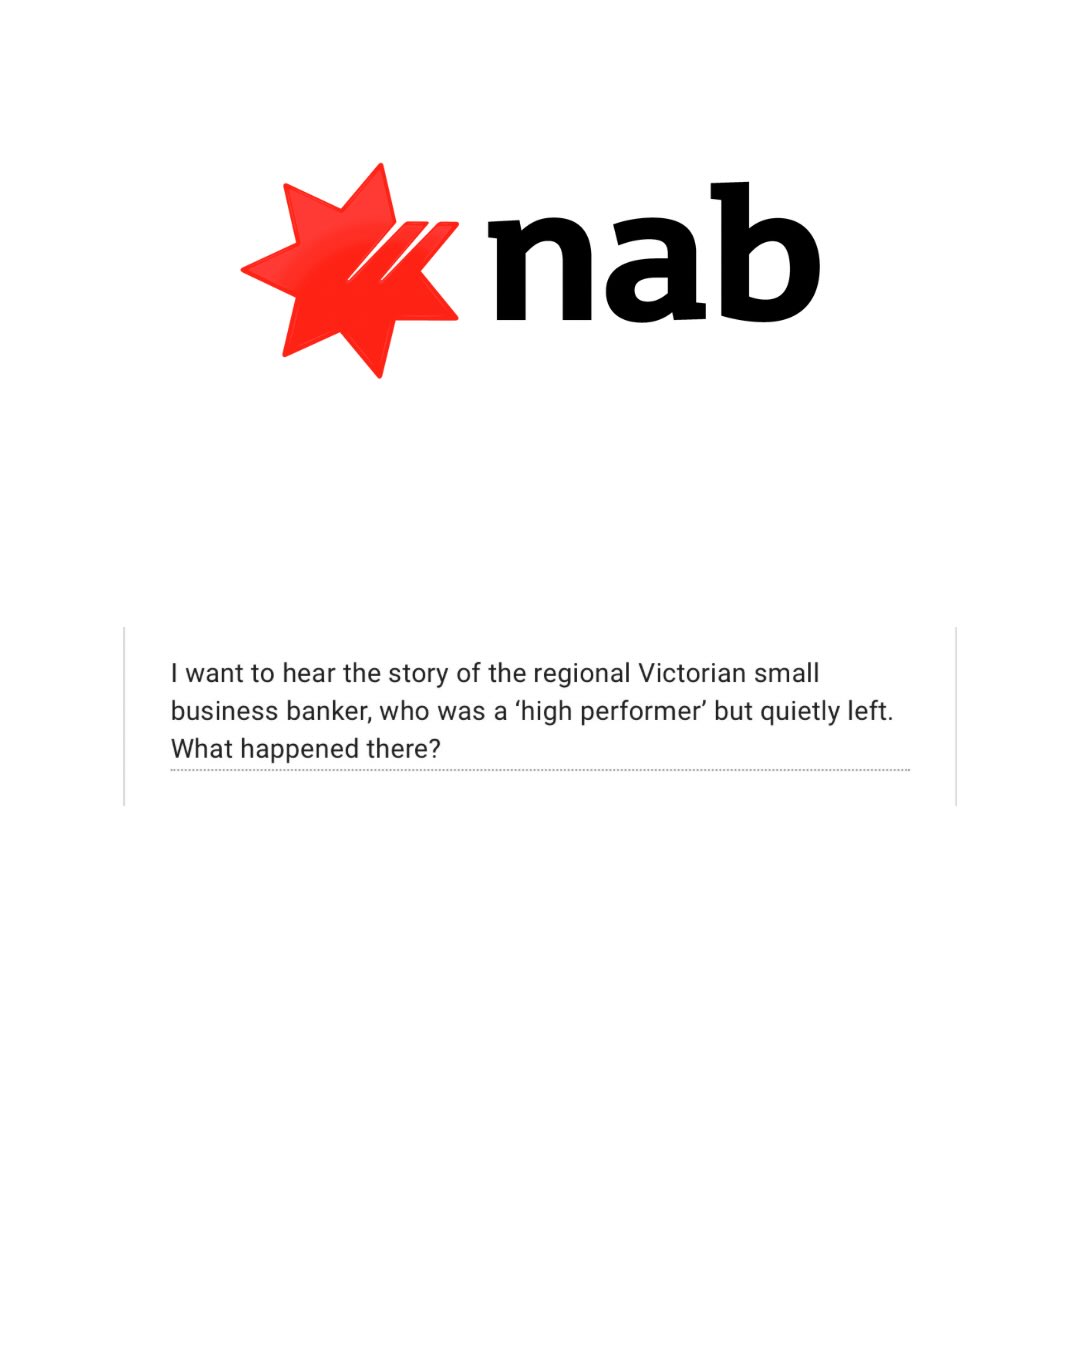 nab
I want to hear the story of the regional Victorian small
business banker, who was a ‘high performer’ but quietly left.
What happened there?